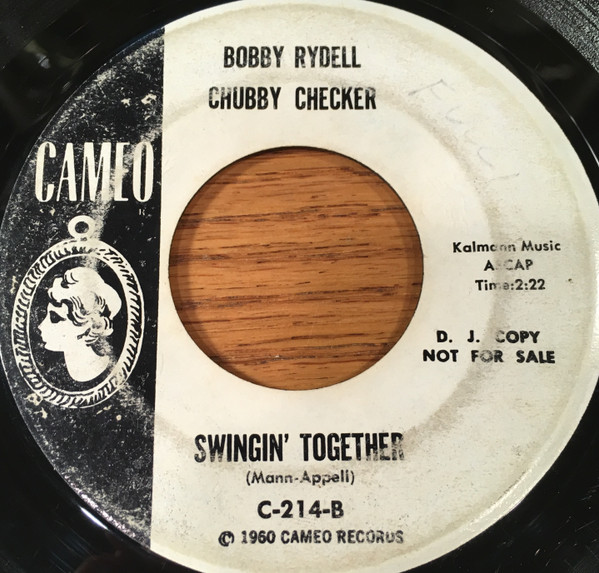 BOBBY RYDELL
CHUBBY CHECKER
CAMEO
Kalmann Music
ASCAP
Time:2:22
D. J. COPY
NOT FOR SALE
SWINGIN' TOGETHER
(Mann-Appell)
C-214-B
© 1960 CAMEO RECORDS